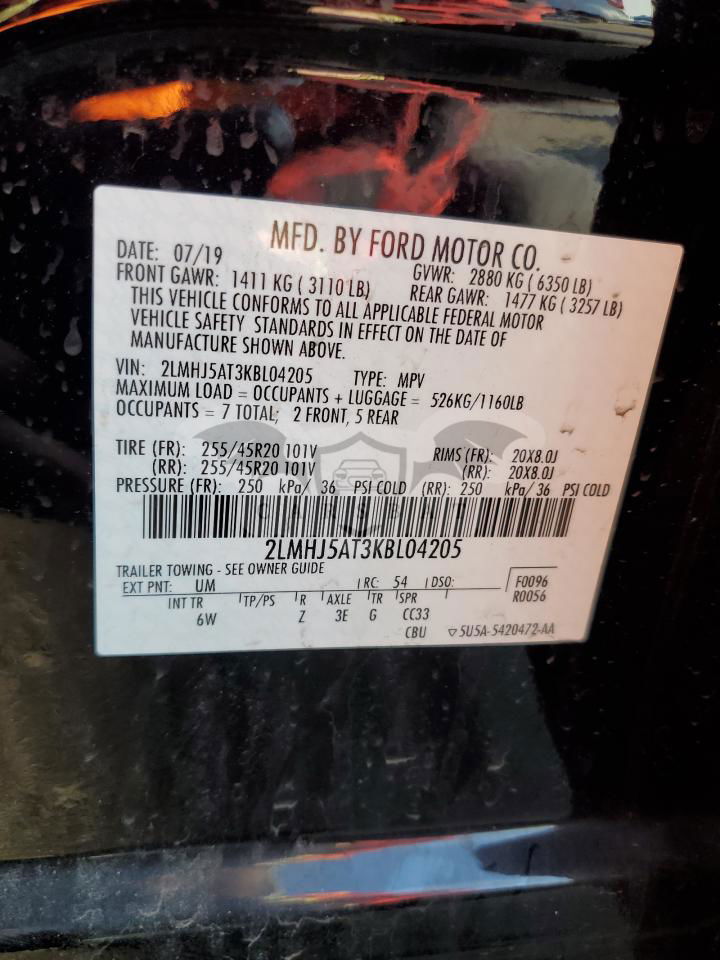 MFD. BY FORD MOTOR CO.
DATE: 07/19 GVWR: 2880 KG ( 6350 LB)
FRONT GAWR: 1411 KG ( 3110 LB) REAR GAWR: 1477 KG ( 3257 LB)
THIS VEHICLE CONFORMS TO ALL APPLICABLE FEDERAL MOTOR
VEHICLE SAFETY STANDARDS IN EFFECT ON THE DATE OF
MANUFACTURE SHOWN ABOVE.
VIN: 2LMHJ5AT3KBL04205 TYPE: MPV
MAXIMUM LOAD = OCCUPANTS + LUGGAGE = 526KG/1160LB
OCCUPANTS = 7 TOTAL; 2 FRONT, 5 REAR
TIRE (FR): 255/45R20 101V RIMS (FR): 20X8.0J
(RR): 255/45R20 101V (RR): 20X8.0J
PRESSURE (FR): 250 kPa/ 36 PSI COLD (RR): 250 kPa/ 36 PSI COLD
2LMHJ5AT3KBL04205
TRAILER TOWING - SEE OWNER GUIDE
EXT PNT: UM RC: 54 DSO: F0096
R0056
INT TR TP/PS R AXLE TR SPR
6W Z 3E G CC33
CBU 5U5A-5420472-AA